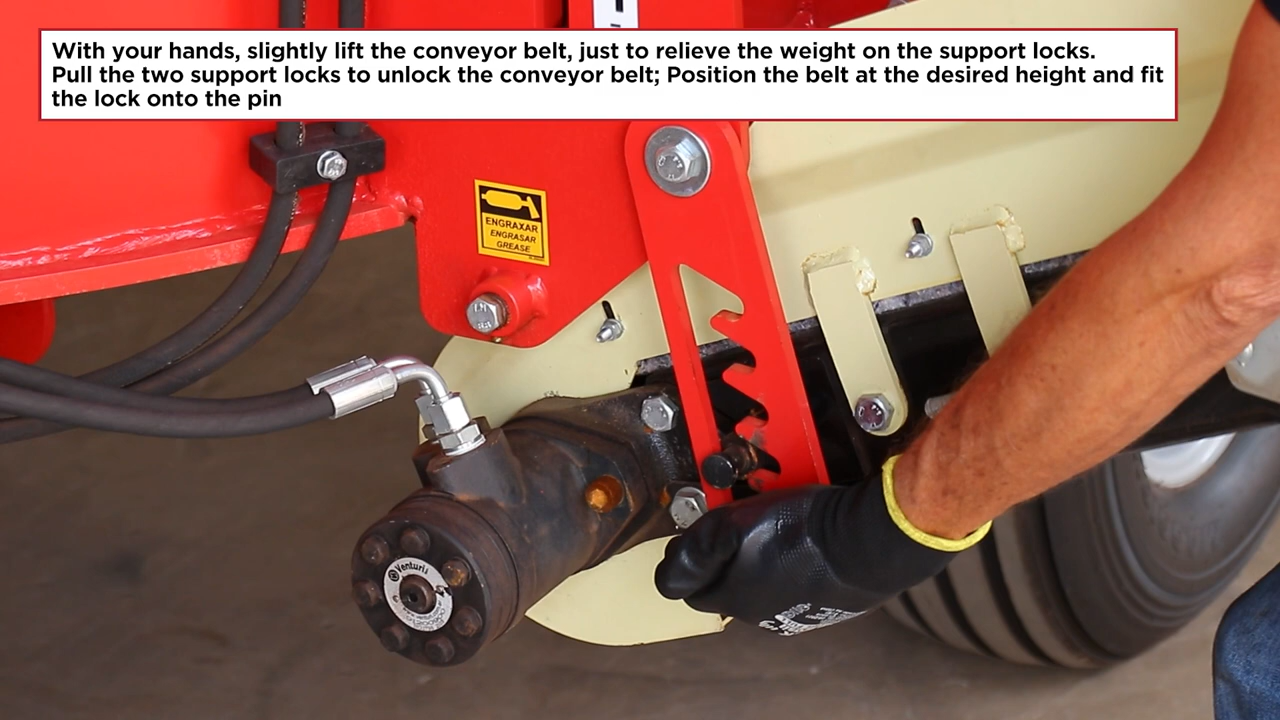 With your hands, slightly lift the conveyor belt, just to relieve the weight on the support locks.
Pull the two support locks to unlock the conveyor belt; Position the belt at the desired height and fit
the lock onto the pin
ENGRAXAR
ENGRASAR
GREASE
Venturi